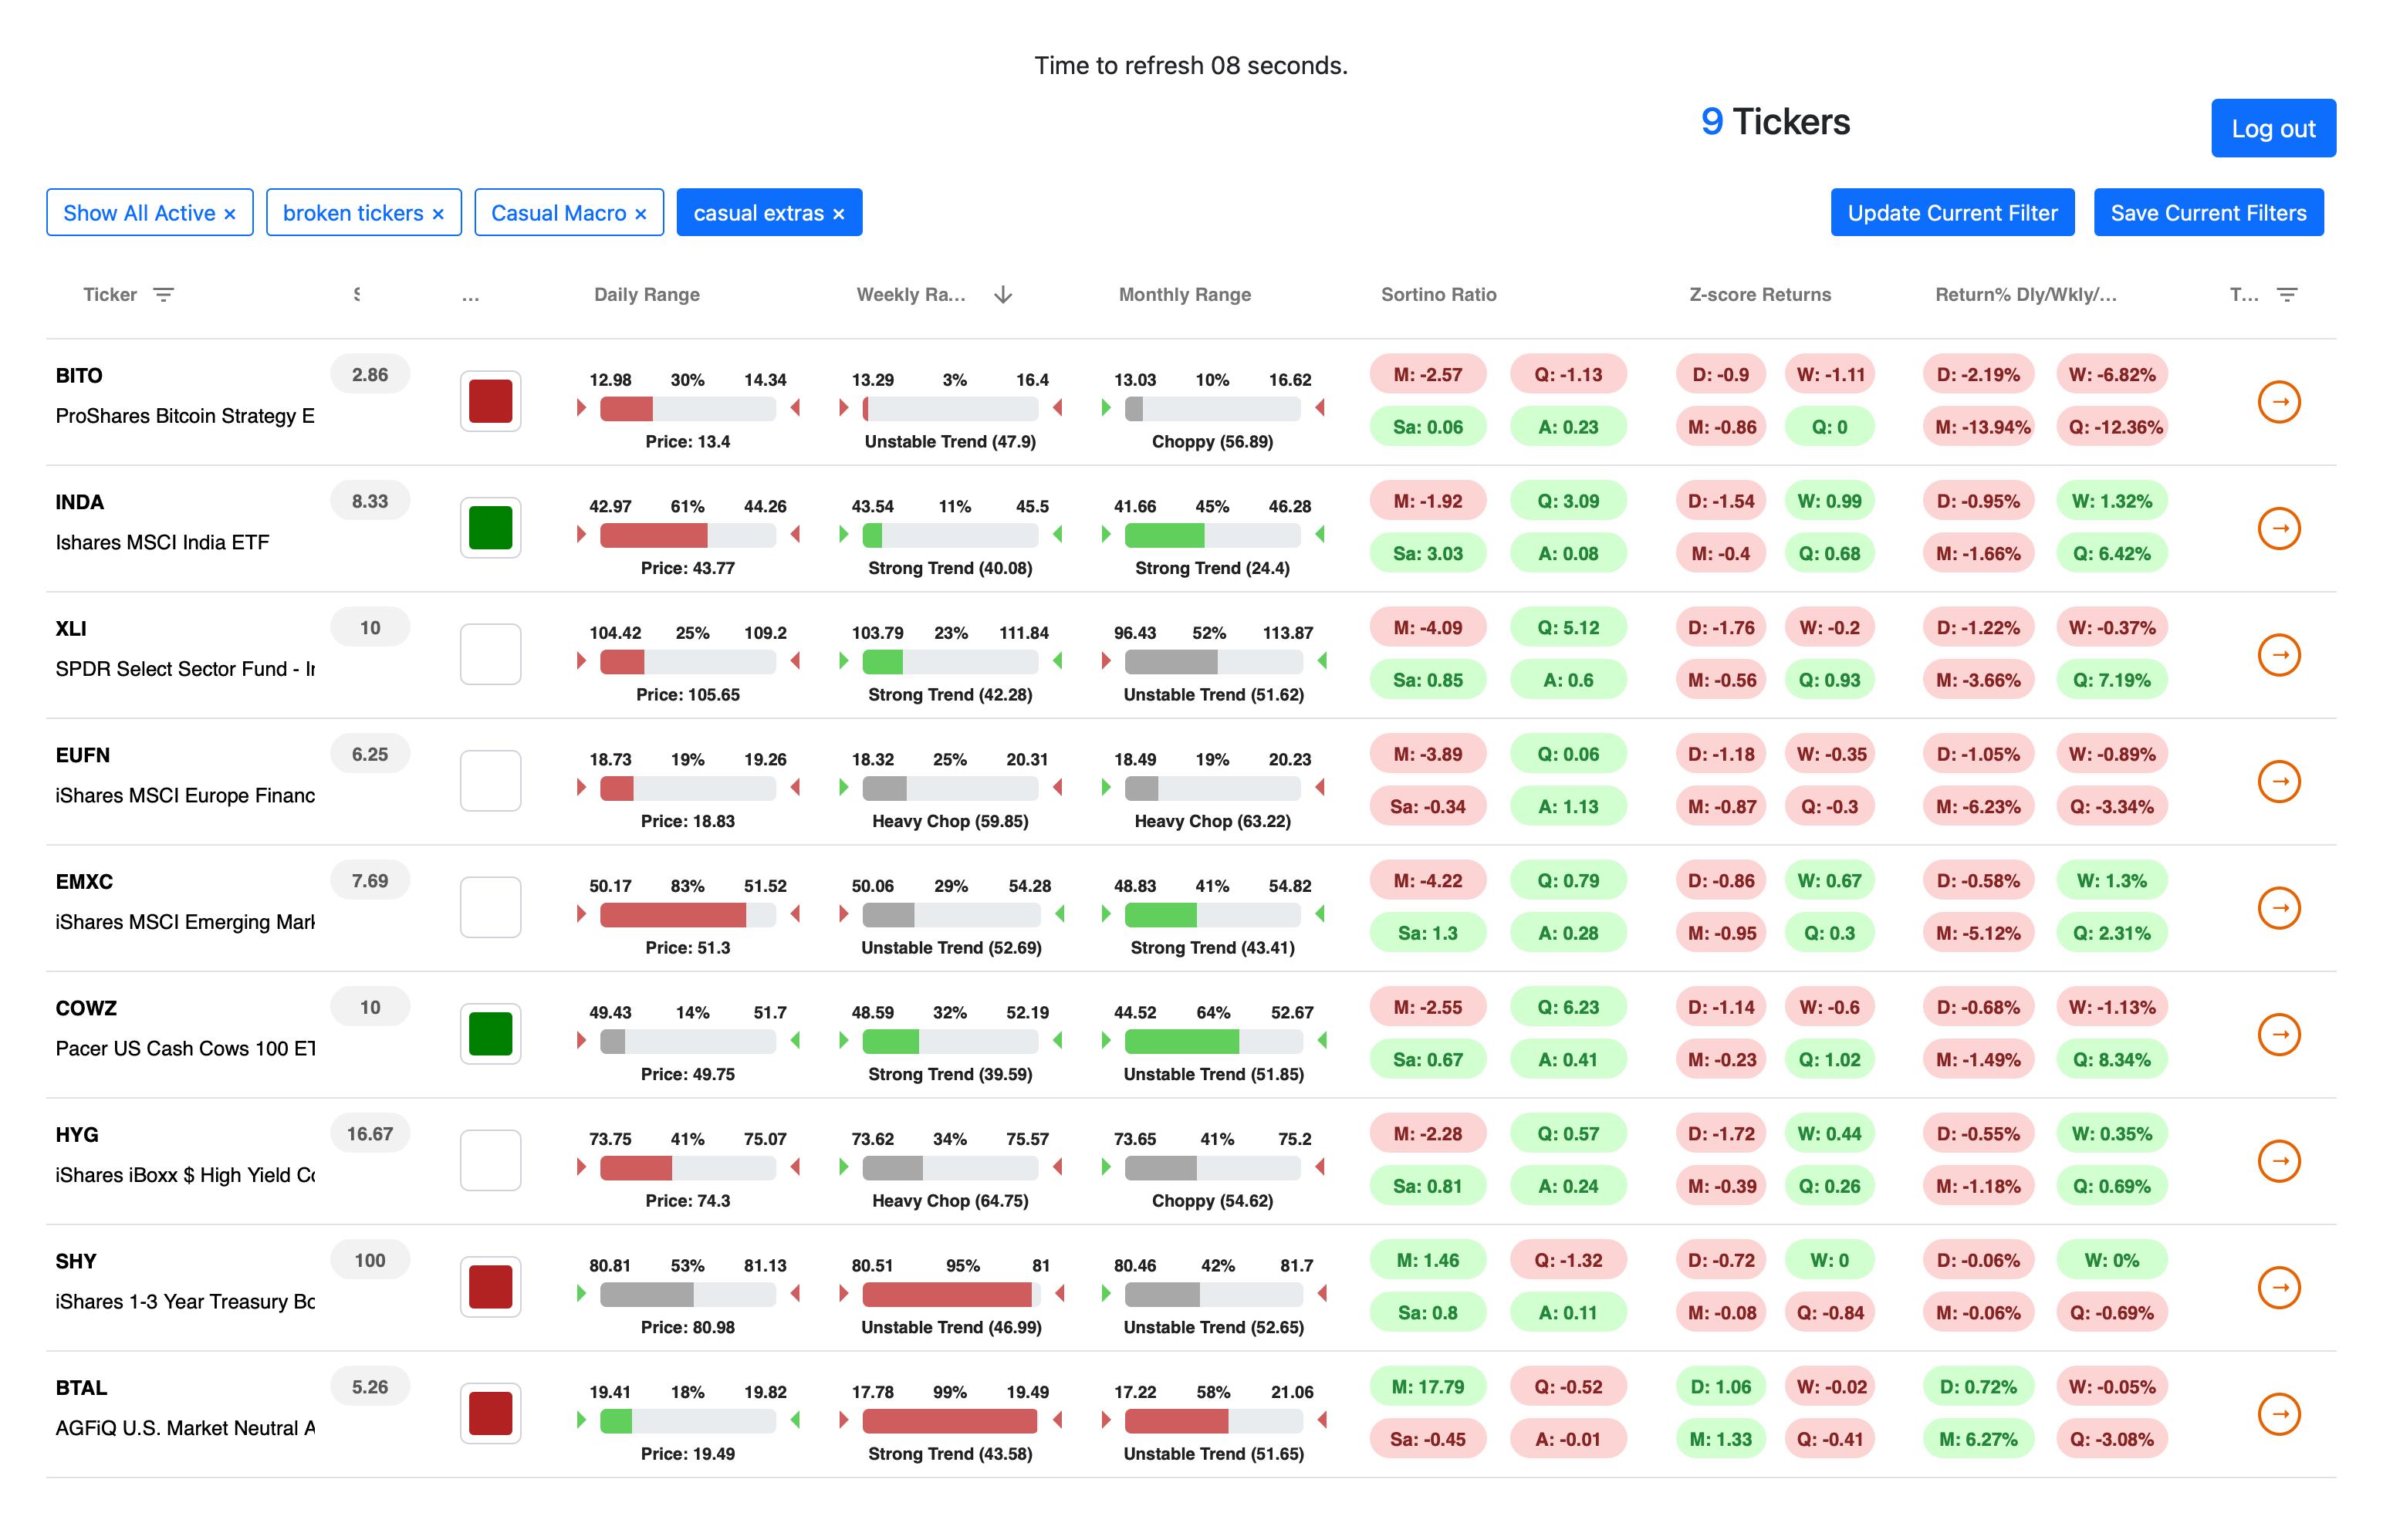 Time to refresh 08 seconds.
9 Tickers
Log out
Show All Active ×
broken tickers ×
Casual Macro ×
casual extras ×
Update Current Filter
Save Current Filters
Ticker ... Daily Range Weekly Ra... Monthly Range Sortino Ratio Z-score Returns Return% Dly/Wkly/... T...
BITO 2.86
ProShares Bitcoin Strategy E
12.98 30% 14.34
Price: 13.4
13.29 3% 16.4
Unstable Trend (47.9)
13.03 10% 16.62
Choppy (56.89)
M: -2.57 Q: -1.13 D: -0.9 W: -1.11 D: -2.19% W: -6.82%
Sa: 0.06 A: 0.23 M: -0.86 Q: 0 M: -13.94% Q: -12.36%
INDA 8.33
Ishares MSCI India ETF
42.97 61% 44.26
Price: 43.77
43.54 11% 45.5
Strong Trend (40.08)
41.66 45% 46.28
Strong Trend (24.4)
M: -1.92 Q: 3.09 D: -1.54 W: 0.99 D: -0.95% W: 1.32%
Sa: 3.03 A: 0.08 M: -0.4 Q: 0.68 M: -1.66% Q: 6.42%
XLI 10
SPDR Select Sector Fund - Ir
104.42 25% 109.2
Price: 105.65
103.79 23% 111.84
Strong Trend (42.28)
96.43 52% 113.87
Unstable Trend (51.62)
M: -4.09 Q: 5.12 D: -1.76 W: -0.2 D: -1.22% W: -0.37%
Sa: 0.85 A: 0.6 M: -0.56 Q: 0.93 M: -3.66% Q: 7.19%
EUFN 6.25
iShares MSCI Europe Financ
18.73 19% 19.26
Price: 18.83
18.32 25% 20.31
Heavy Chop (59.85)
18.49 19% 20.23
Heavy Chop (63.22)
M: -3.89 Q: 0.06 D: -1.18 W: -0.35 D: -1.05% W: -0.89%
Sa: -0.34 A: 1.13 M: -0.87 Q: -0.3 M: -6.23% Q: -3.34%
EMXC 7.69
iShares MSCI Emerging Mark
50.17 83% 51.52
Price: 51.3
50.06 29% 54.28
Unstable Trend (52.69)
48.83 41% 54.82
Strong Trend (43.41)
M: -4.22 Q: 0.79 D: -0.86 W: 0.67 D: -0.58% W: 1.3%
Sa: 1.3 A: 0.28 M: -0.95 Q: 0.3 M: -5.12% Q: 2.31%
COWZ 10
Pacer US Cash Cows 100 ET
49.43 14% 51.7
Price: 49.75
48.59 32% 52.19
Strong Trend (39.59)
44.52 64% 52.67
Unstable Trend (51.85)
M: -2.55 Q: 6.23 D: -1.14 W: -0.6 D: -0.68% W: -1.13%
Sa: 0.67 A: 0.41 M: -0.23 Q: 1.02 M: -1.49% Q: 8.34%
HYG 16.67
iShares iBoxx $ High Yield Co
73.75 41% 75.07
Price: 74.3
73.62 34% 75.57
Heavy Chop (64.75)
73.65 41% 75.2
Choppy (54.62)
M: -2.28 Q: 0.57 D: -1.72 W: 0.44 D: -0.55% W: 0.35%
Sa: 0.81 A: 0.24 M: -0.39 Q: 0.26 M: -1.18% Q: 0.69%
SHY 100
iShares 1-3 Year Treasury Bo
80.81 53% 81.13
Price: 80.98
80.51 95% 81
Unstable Trend (46.99)
80.46 42% 81.7
Unstable Trend (52.65)
M: 1.46 Q: -1.32 D: -0.72 W: 0 D: -0.06% W: 0%
Sa: 0.8 A: 0.11 M: -0.08 Q: -0.84 M: -0.06% Q: -0.69%
BTAL 5.26
AGFiQ U.S. Market Neutral A
19.41 18% 19.82
Price: 19.49
17.78 99% 19.49
Strong Trend (43.58)
17.22 58% 21.06
Unstable Trend (51.65)
M: 17.79 Q: -0.52 D: 1.06 W: -0.02 D: 0.72% W: -0.05%
Sa: -0.45 A: -0.01 M: 1.33 Q: -0.41 M: 6.27% Q: -3.08%